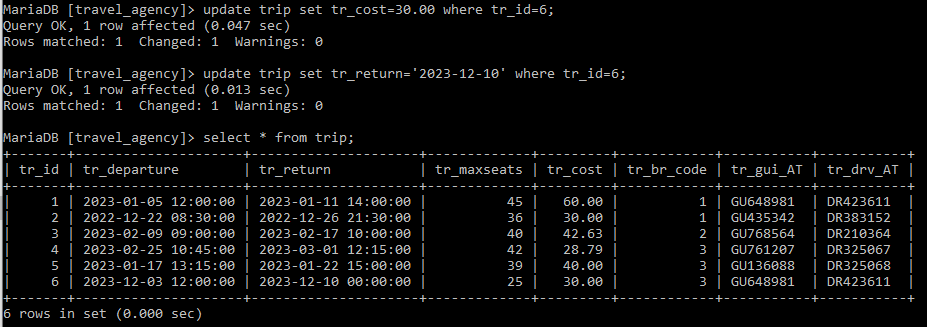 MariaDB [travel_agency]> update trip set tr_cost=30.00 where tr_id=6;
Query OK, 1 row affected (0.047 sec)
Rows matched: 1  Changed: 1  Warnings: 0

MariaDB [travel_agency]> update trip set tr_return='2023-12-10' where tr_id=6;
Query OK, 1 row affected (0.013 sec)
Rows matched: 1  Changed: 1  Warnings: 0

MariaDB [travel_agency]> select * from trip;
+-------+---------------------+---------------------+-------------+---------+------------+-----------+-----------+
| tr_id | tr_departure        | tr_return           | tr_maxseats | tr_cost | tr_br_code | tr_gui_AT | tr_drv_AT |
+-------+---------------------+---------------------+-------------+---------+------------+-----------+-----------+
|     1 | 2023-01-05 12:00:00 | 2023-01-11 14:00:00 |          45 |   60.00 |          1 | GU648981  | DR423611  |
|     2 | 2022-12-22 08:30:00 | 2022-12-26 21:30:00 |          36 |   30.00 |          1 | GU435342  | DR383152  |
|     3 | 2023-02-09 09:00:00 | 2023-02-17 10:00:00 |          40 |   42.63 |          2 | GU768564  | DR210364  |
|     4 | 2023-02-25 10:45:00 | 2023-03-01 12:15:00 |          42 |   28.79 |          3 | GU761207  | DR325067  |
|     5 | 2023-01-17 13:15:00 | 2023-01-22 15:00:00 |          39 |   40.00 |          3 | GU136088  | DR325068  |
|     6 | 2023-12-03 12:00:00 | 2023-12-10 00:00:00 |          25 |   30.00 |          3 | GU648981  | DR423611  |
+-------+---------------------+---------------------+-------------+---------+------------+-----------+-----------+
6 rows in set (0.000 sec)